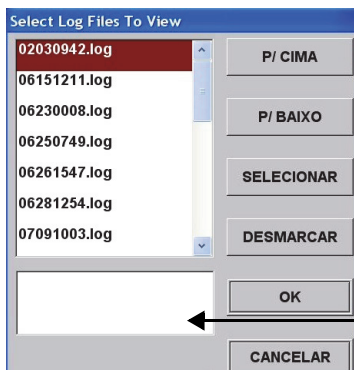 Select Log Files To View
02030942.log
06151211.log
06230008.log
06250749.log
06261547.log
06281254.log
07091003.log
P/ CIMA
P/ BAIXO
SELECIONAR
DESMARCAR
OK
CANCELAR